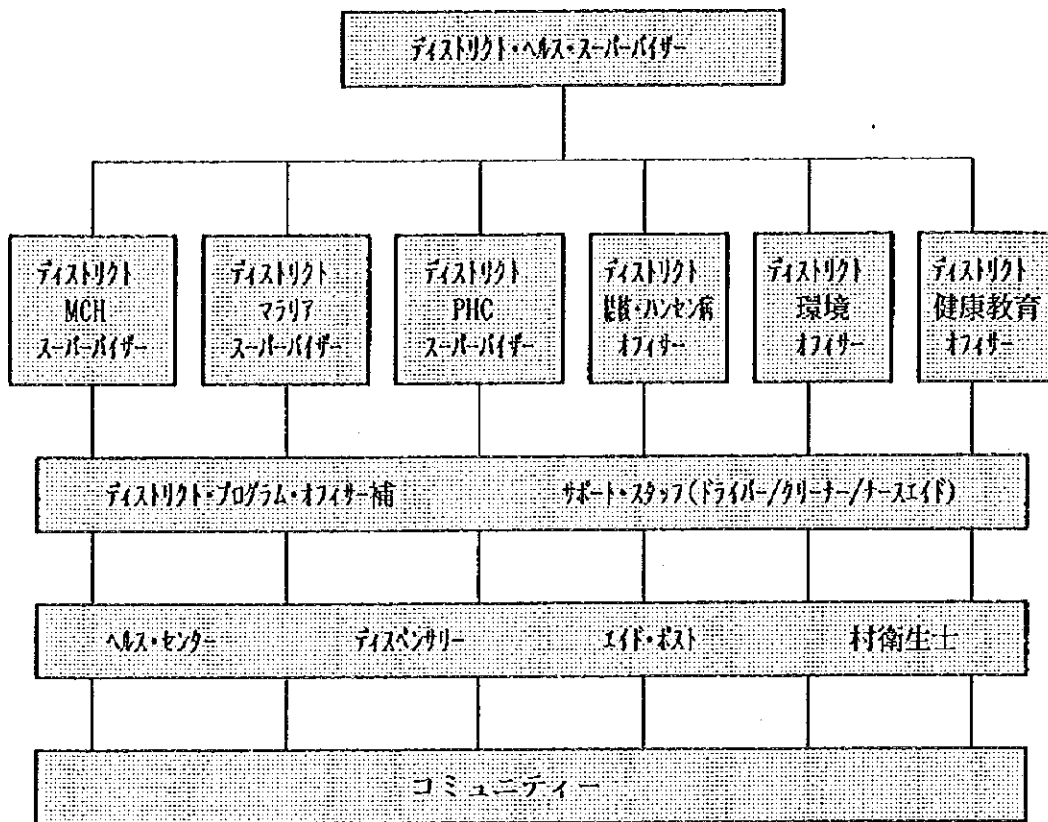 ディストリクト・ヘルス・スーパーバイザー
ディストリクト
MCH
スーパーバイザー
ディストリクト
マラリア
スーパーバイザー
ディストリクト
PHC
スーパーバイザー
ディストリクト
結核・ハンセン病
オフィサー
ディストリクト
環境
オフィサー
ディストリクト
健康教育
オフィサー
ディストリクト・プログラム・オフィサー補 サポート・スタッフ(ドライバー/クリーナー/ナースエイド)
ヘルス・センター ディスペンサリー エイド・ポスト 村衛生士
コミュニティー